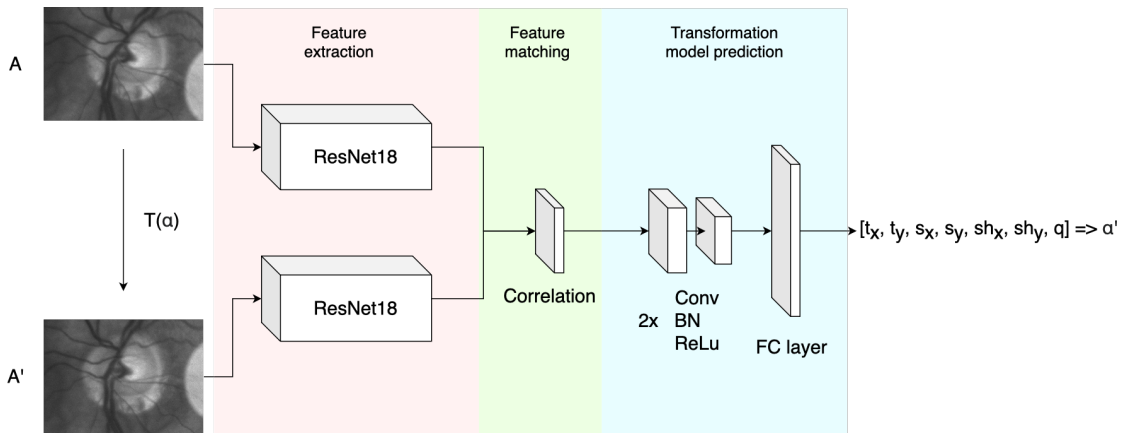 Feature
extraction
Feature
matching
Transformation
model prediction
A
ResNet18
T(α)
[tx, ty, sx, sy, shx, shy, q] => α'
ResNet18
Correlation
2x
Conv
BN
ReLu
FC layer
A'